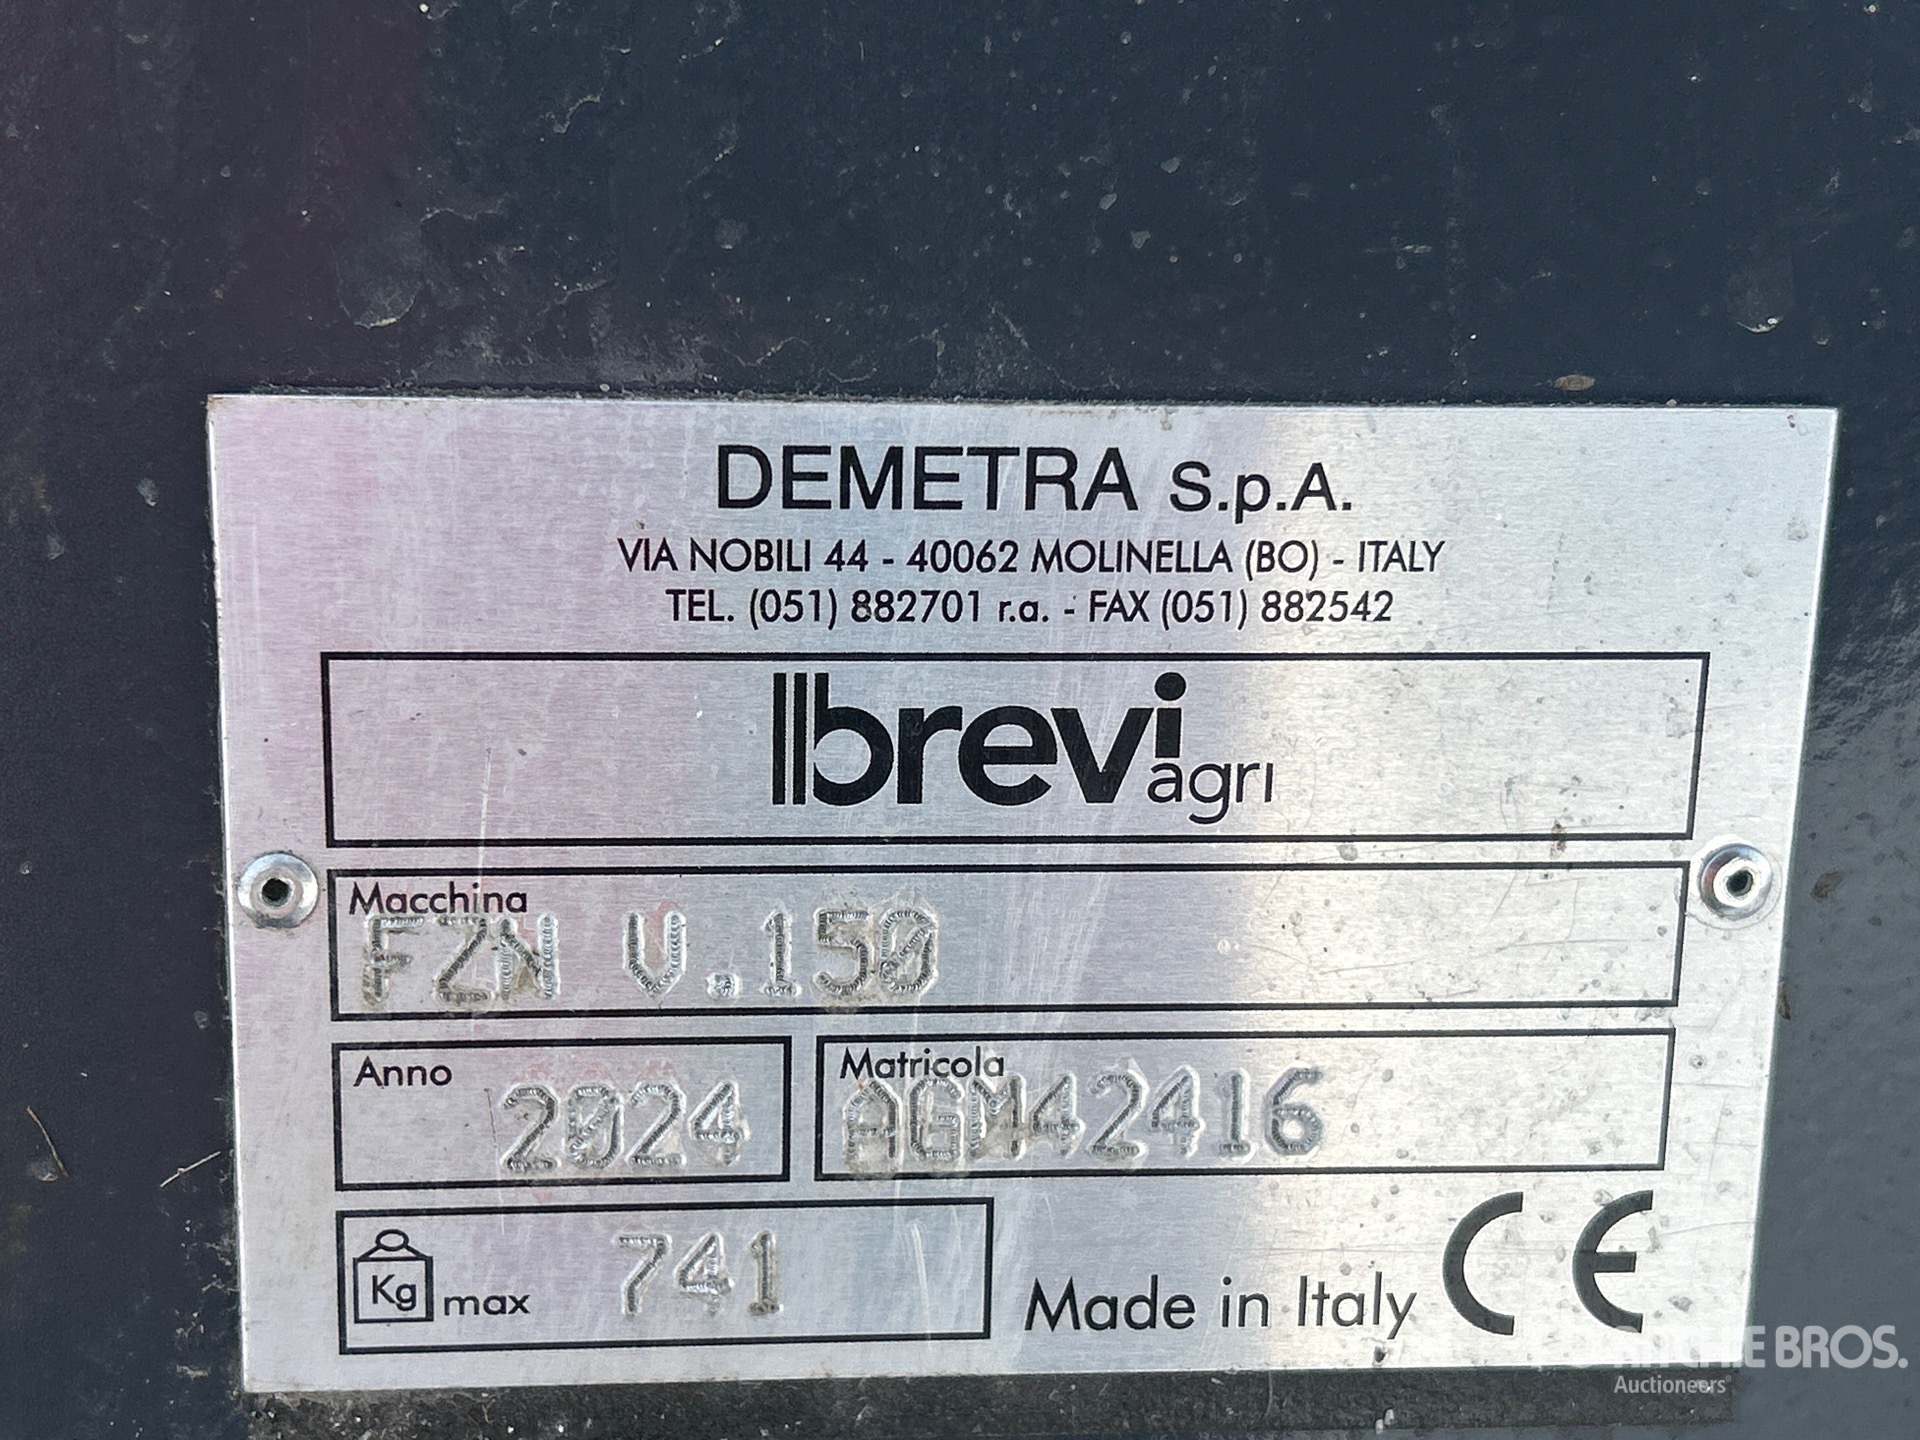 DEMETRA S.p.A.
VIA NOBILI 44 - 40062 MOLINELLA (BO) - ITALY
TEL. (051) 882701 r.a. - FAX (051) 882542
brevi
agri
Macchina
FZN V.150
Anno
2024
Matricola
Kg max
741
Made in Italy
CE
RITCHIE BROS.
Auctioneers